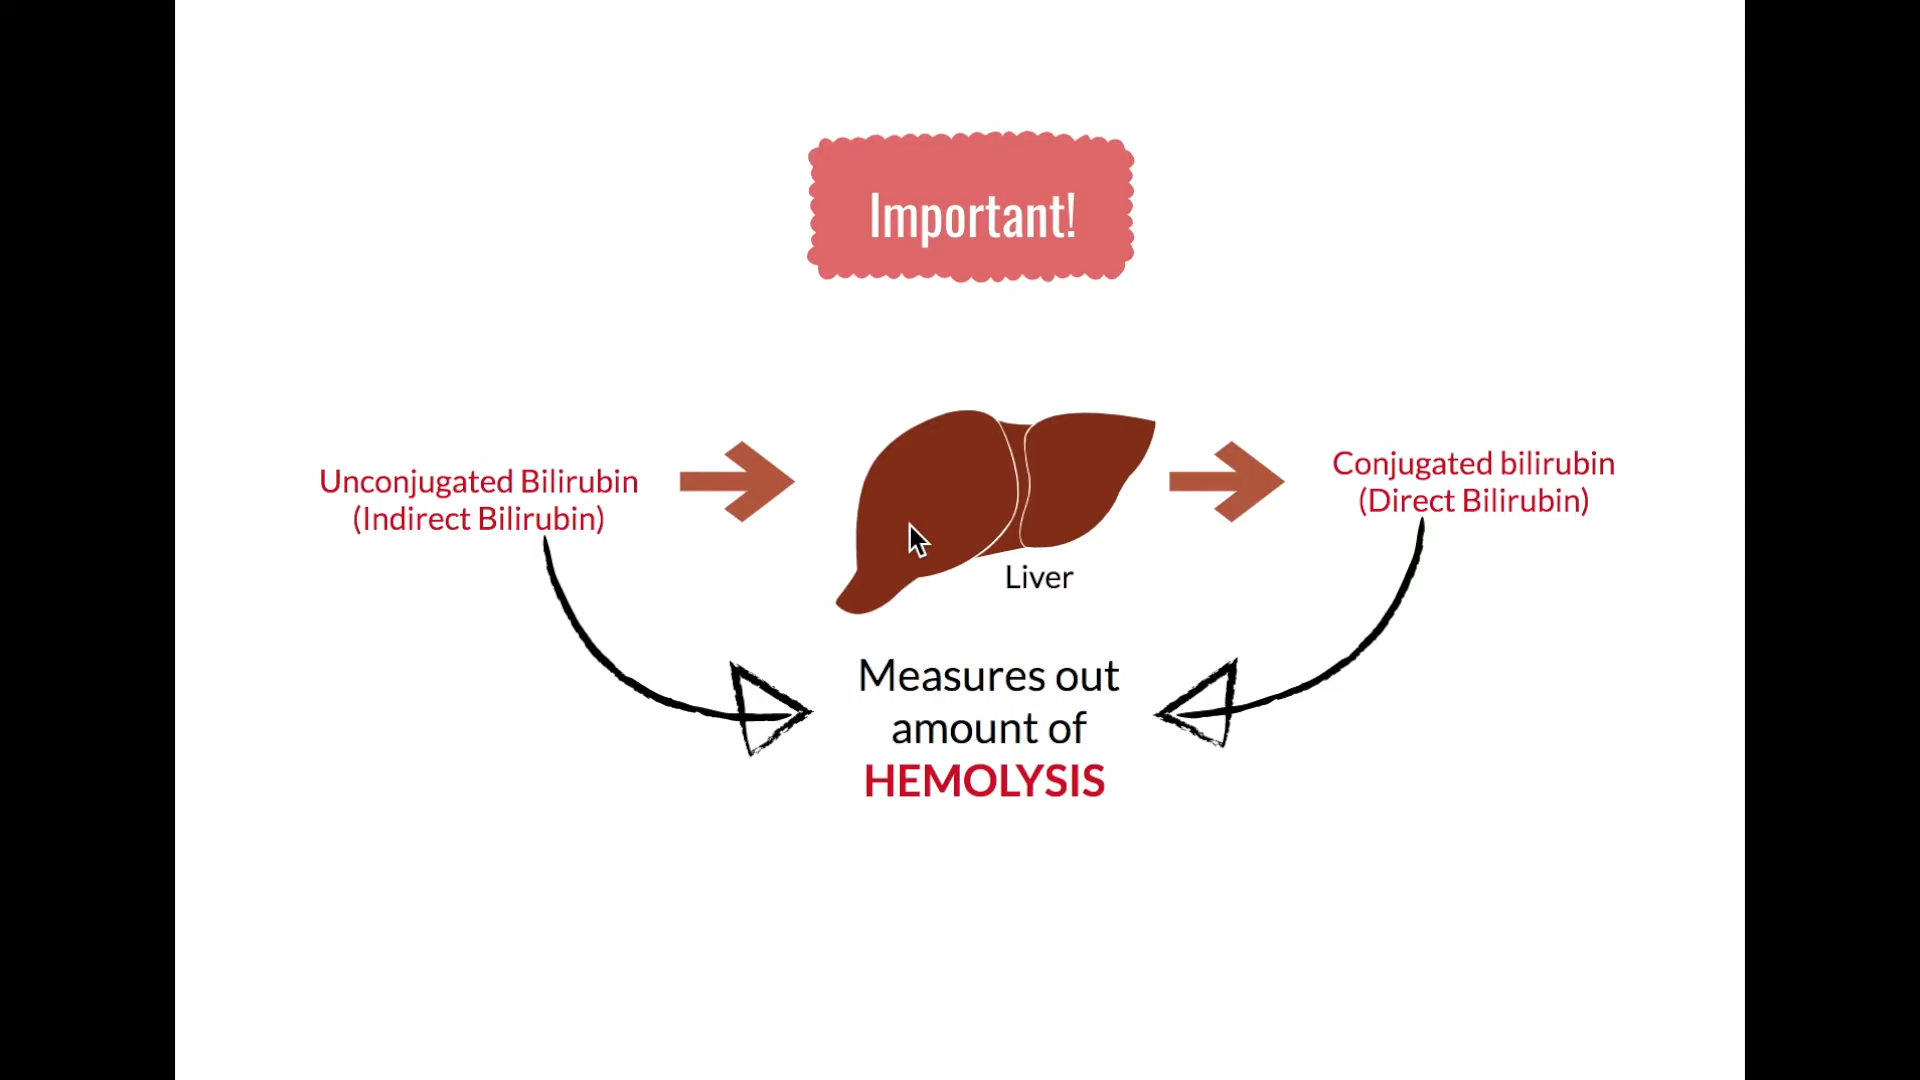 Important!
Unconjugated Bilirubin
(Indirect Bilirubin)
Conjugated bilirubin
(Direct Bilirubin)
Liver
Measures out
amount of
HEMOLYSIS